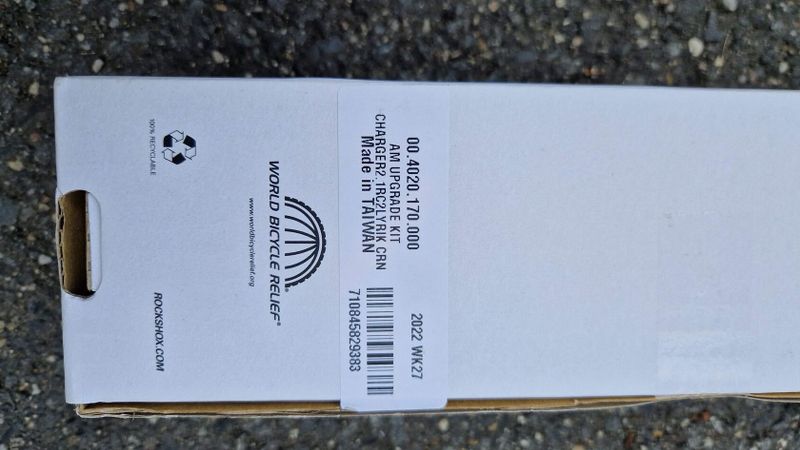 100% RECYCLABLE
WORLD BICYCLE RELIEF®
www.worldbicyclerelief.org
ROCKSHOX.COM
00.4020.170.000
AM UPGRADE KIT
CHARGER2.1RC2LYRIK CRN
Made in TAIWAN
2022 WK27
710845829383